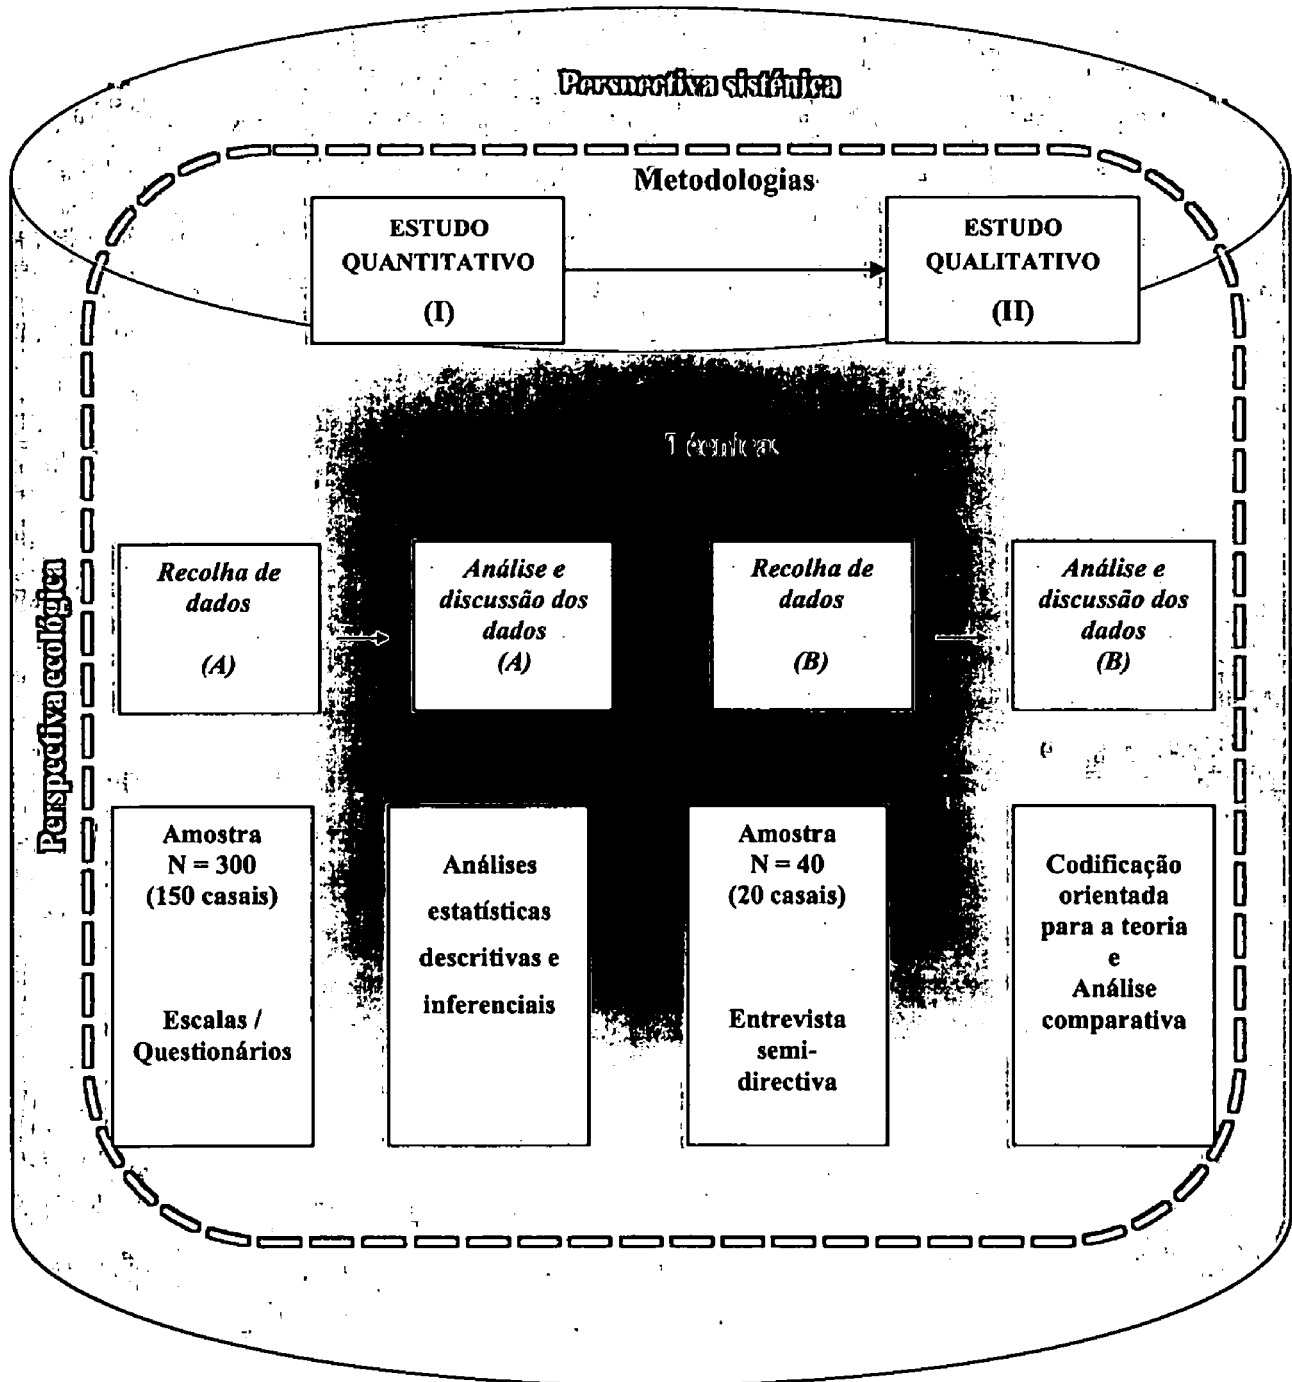 Perspectiva sistémica
Metodologias
ESTUDO
QUANTITATIVO
(I)
ESTUDO
QUALITATIVO
(II)
Técnicas
Perspectiva ecológica
Recolha de
dados
(A)
Análise e
discussão dos
dados
(A)
Recolha de
dados
(B)
Análise e
discussão dos
dados
(B)
Amostra
N = 300
(150 casais)
Escalas /
Questionários
Análises
estatísticas
descritivas e
inferenciais
Amostra
N = 40
(20 casais)
Entrevista
semi-
directiva
Codificação
orientada
para a teoria
e
Análise
comparativa